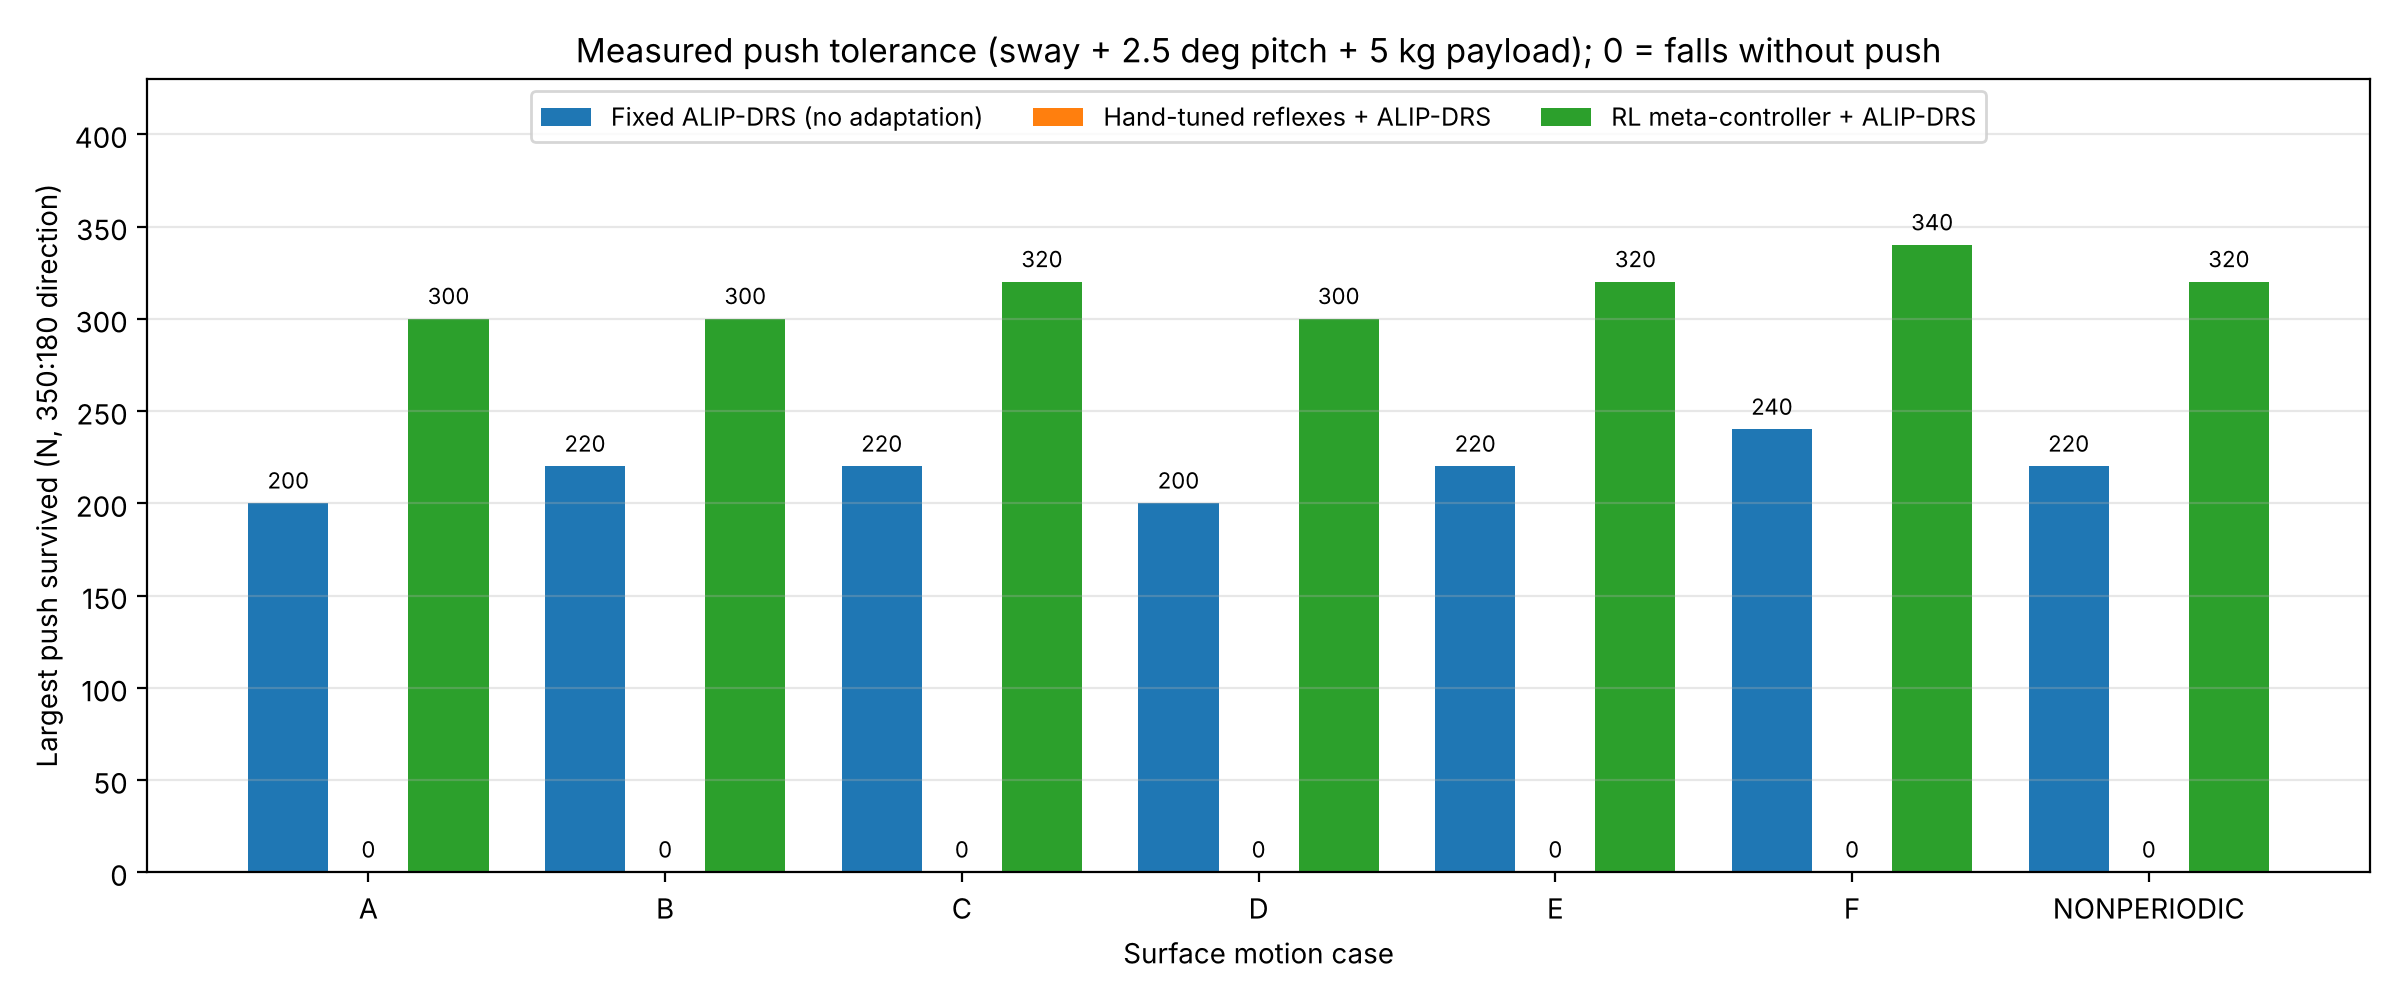 Measured push tolerance (sway + 2.5 deg pitch + 5 kg payload); 0 = falls without push
Fixed ALIP-DRS (no adaptation) Hand-tuned reflexes + ALIP-DRS RL meta-controller + ALIP-DRS
Largest push survived (N, 350:180 direction)
400
350
300
250
200
150
100
50
0
200 0 300
220 0 300
220 0 320
200 0 300
220 0 320
240 0 340
220 0 320
A B C D E F NONPERIODIC
Surface motion case